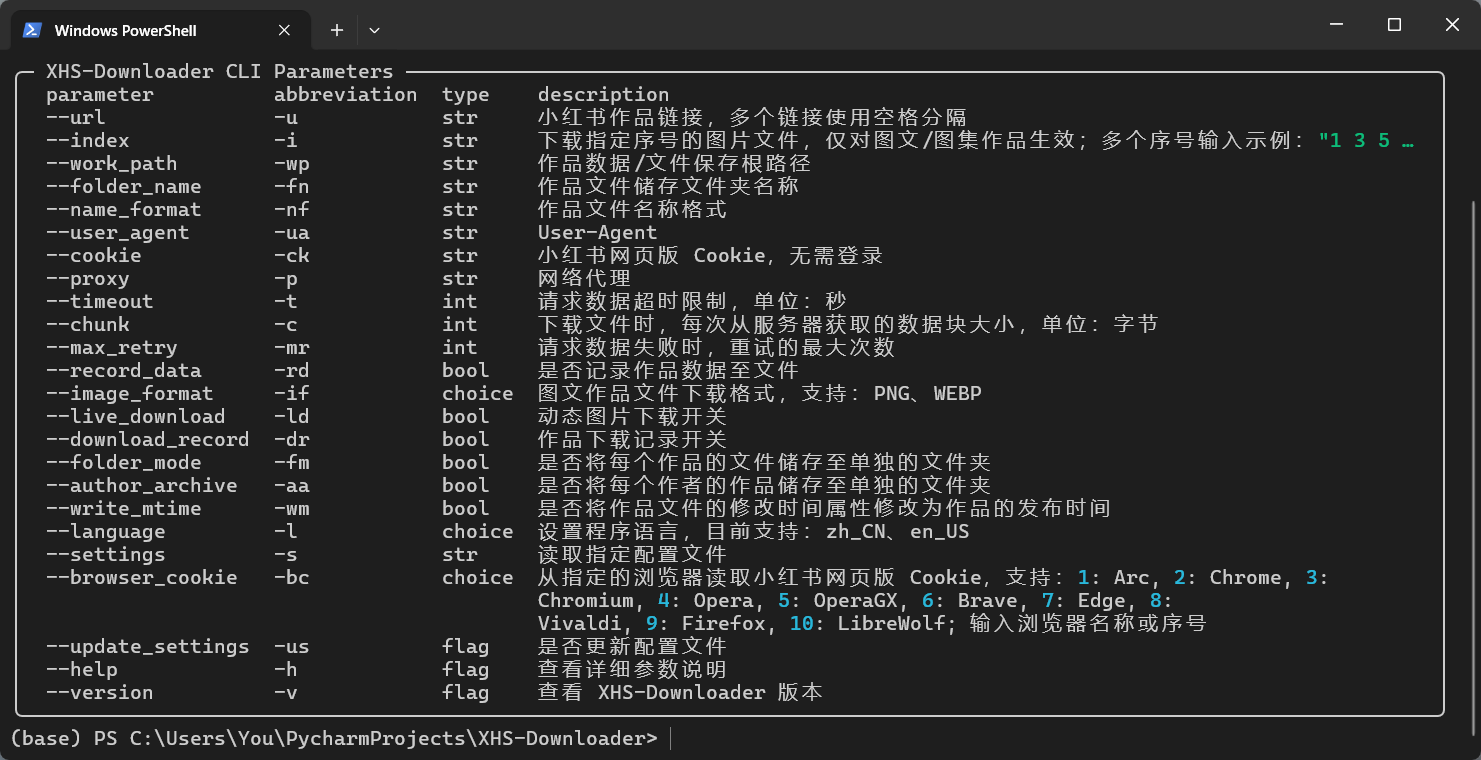 Windows PowerShell
XHS-Downloader CLI Parameters
parameter abbreviation type description
--url -u str 小红书作品链接，多个链接使用空格分隔
--index -i str 下载指定序号的图片文件，仅对图文/图集作品生效；多个序号输入示例："1 3 5 …
--work_path -wp str 作品数据/文件保存根路径
--folder_name -fn str 作品文件储存文件夹名称
--name_format -nf str 作品文件名称格式
--user_agent -ua str User-Agent
--cookie -ck str 小红书网页版 Cookie，无需登录
--proxy -p str 网络代理
--timeout -t int 请求数据超时限制，单位：秒
--chunk -c int 下载文件时，每次从服务器获取的数据块大小，单位：字节
--max_retry -mr int 请求数据失败时，重试的最大次数
--record_data -rd bool 是否记录作品数据至文件
--image_format -if choice 图文作品文件下载格式，支持：PNG、WEBP
--live_download -ld bool 动态图片下载开关
--download_record -dr bool 作品下载记录开关
--folder_mode -fm bool 是否将每个作品的文件储存至单独的文件夹
--author_archive -aa bool 是否将每个作者的作品储存至单独的文件夹
--write_mtime -wm bool 是否将作品文件的修改时间属性修改为作品的发布时间
--language -l choice 设置程序语言，目前支持：zh_CN、en_US
--settings -s str 读取指定配置文件
--browser_cookie -bc choice 从指定的浏览器读取小红书网页版 Cookie，支持：1: Arc, 2: Chrome, 3:
Chromium, 4: Opera, 5: OperaGX, 6: Brave, 7: Edge, 8:
Vivaldi, 9: Firefox, 10: LibreWolf; 输入浏览器名称或序号
--update_settings -us flag 是否更新配置文件
--help -h flag 查看详细参数说明
--version -v flag 查看 XHS-Downloader 版本
(base) PS C:\Users\You\PycharmProjects\XHS-Downloader>